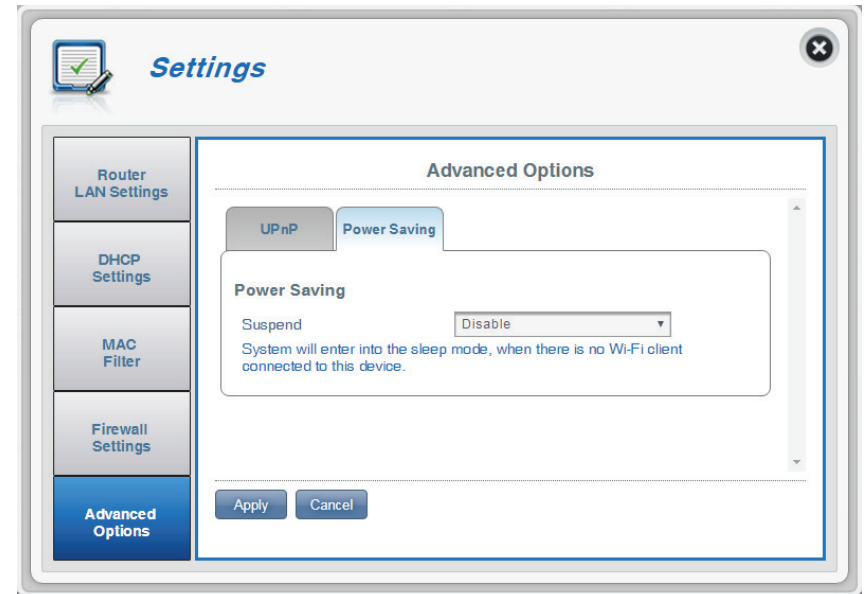 Settings
Router
LAN Settings
DHCP
Settings
MAC
Filter
Firewall
Settings
Advanced
Options
Advanced Options
UPnP
Power Saving
Power Saving
Suspend
Disable
System will enter into the sleep mode, when there is no Wi-Fi client
connected to this device.
Apply
Cancel